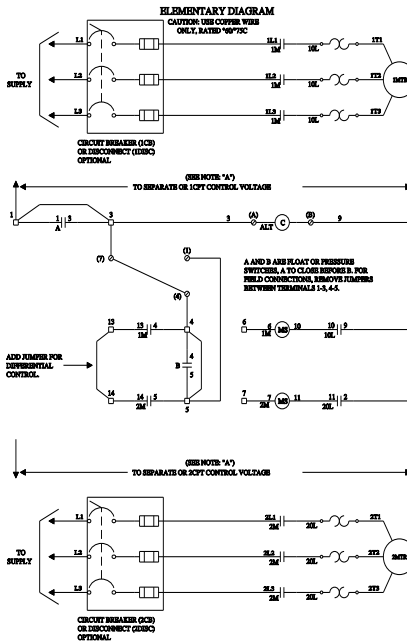 ELEMENTARY DIAGRAM
CAUTION: USE COPPER WIRE
ONLY, RATED *60/*75C
L1 1L1 1M 10L 1T1
TO
SUPPLY
L2 1L2 1M 10L 1T2 1MTR
L3 1L3 1M 10L 1T3
CIRCUIT BREAKER (1CB)
OR DISCONNECT (1DISC)
OPTIONAL
(SEE NOTE: "A")
TO SEPARATE OR 1CPT CONTROL VOLTAGE
1 1 3 A 3 3 (A) ALT C (B) 9
(7) (1)
A AND B ARE FLOAT OR PRESSURE
SWITCHES, A TO CLOSE BEFORE B. FOR
FIELD CONNECTIONS, REMOVE JUMPERS
BETWEEN TERMINALS 1-3, 4-5.
(4)
13 13 4 1M 4 6 6 1M MS 10 10 9 10L
ADD JUMPER FOR
DIFFERENTIAL
CONTROL.
4
B
5
14 14 5 2M 5 7 7 2M MS 11 11 2 20L
(SEE NOTE: "A")
TO SEPARATE OR 2CPT CONTROL VOLTAGE
L1 2L1 2M 20L 2T1
TO
SUPPLY
L2 2L2 2M 20L 2T2 2MTR
L3 2L3 2M 20L 2T3
CIRCUIT BREAKER (2CB)
OR DISCONNECT (2DISC)
OPTIONAL